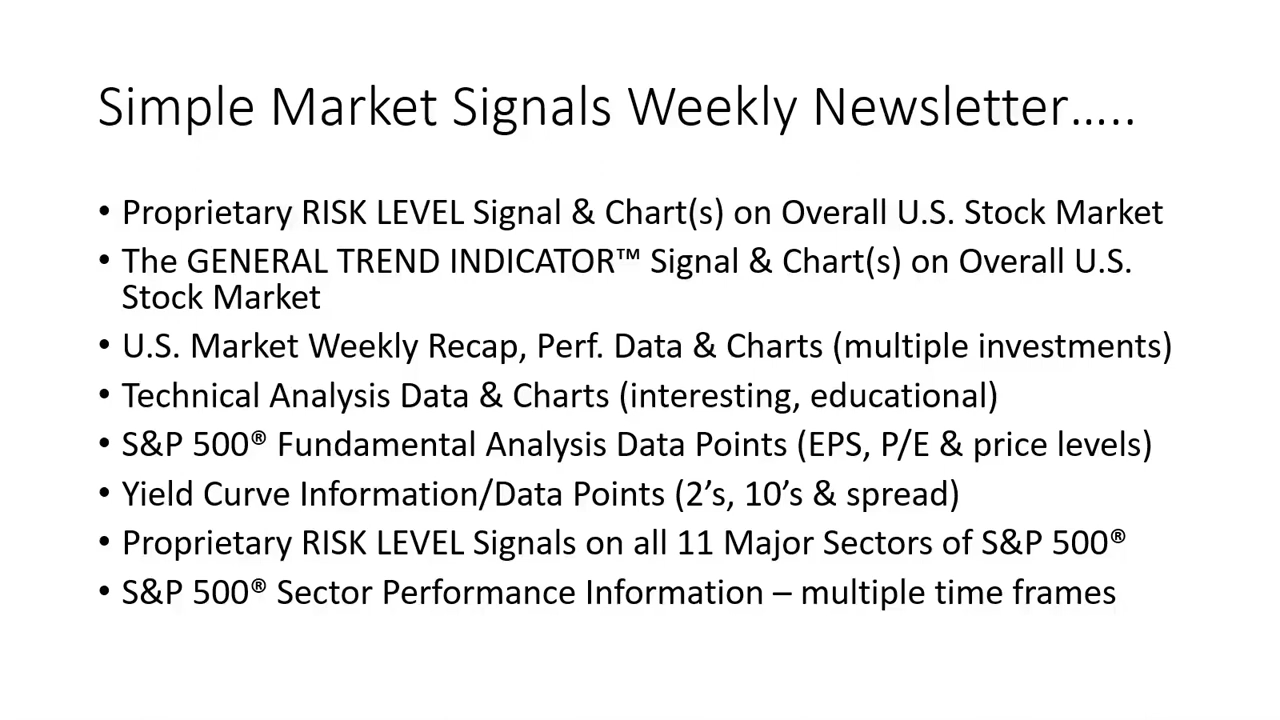 Simple Market Signals Weekly Newsletter…..
• Proprietary RISK LEVEL Signal & Chart(s) on Overall U.S. Stock Market
• The GENERAL TREND INDICATOR™ Signal & Chart(s) on Overall U.S.
Stock Market
• U.S. Market Weekly Recap, Perf. Data & Charts (multiple investments)
• Technical Analysis Data & Charts (interesting, educational)
• S&P 500® Fundamental Analysis Data Points (EPS, P/E & price levels)
• Yield Curve Information/Data Points (2’s, 10’s & spread)
• Proprietary RISK LEVEL Signals on all 11 Major Sectors of S&P 500®
• S&P 500® Sector Performance Information – multiple time frames